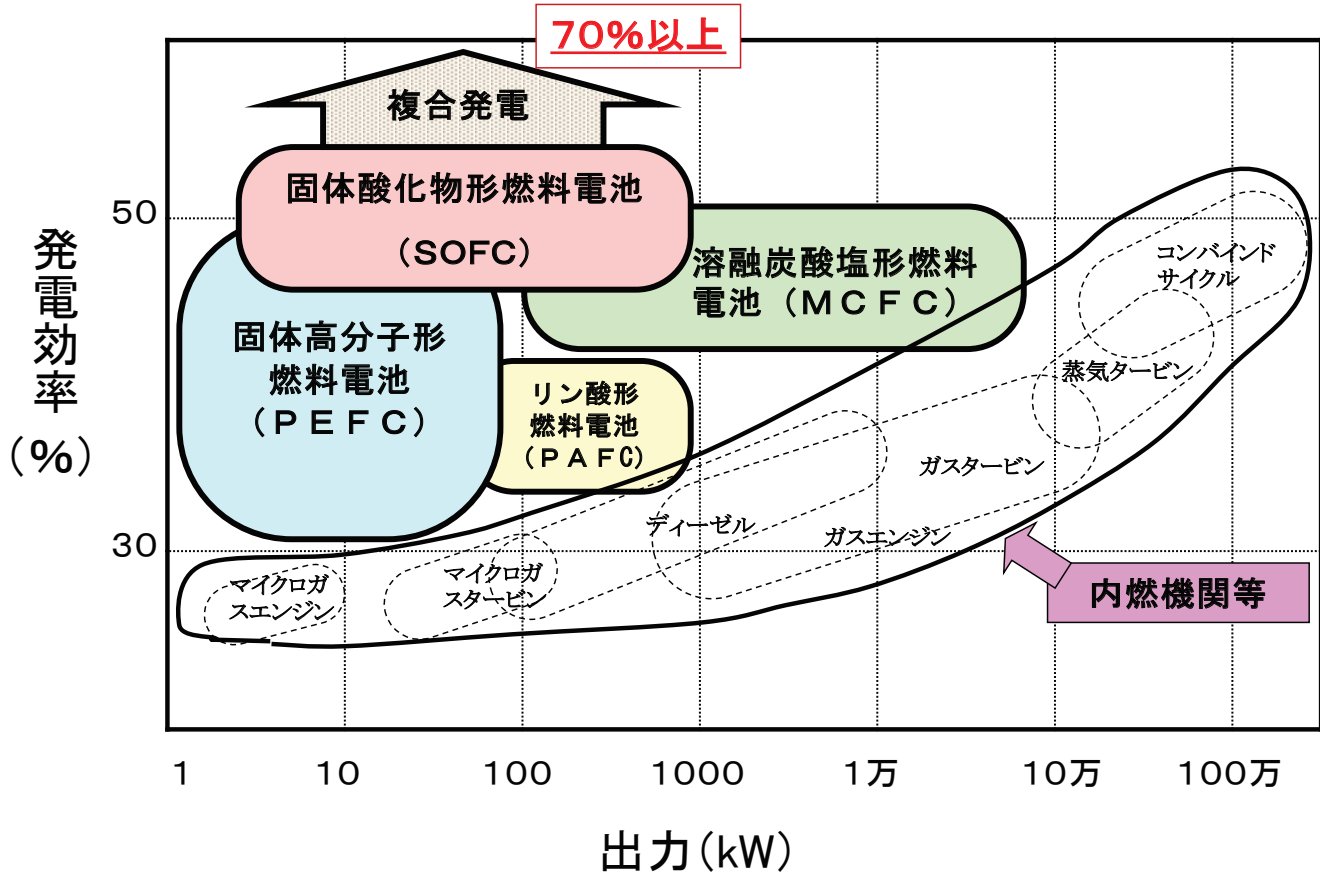 70%以上
複合発電
固体酸化物形燃料電池
(SOFC)
50
溶融炭酸塩形燃料
電池（ＭＣＦＣ）
コンバインド
サイクル
発電効率
(%)
固体高分子形
燃料電池
（ＰＥＦＣ）
リン酸形
燃料電池
（ＰＡＦC）
蒸気タービン
ガスタービン
ディーゼル
ガスエンジン
30
マイクロガ
スエンジン
マイクロガ
スタービン
内燃機関等
1
10
100
1000
1万
10万
100万
出力(kW)